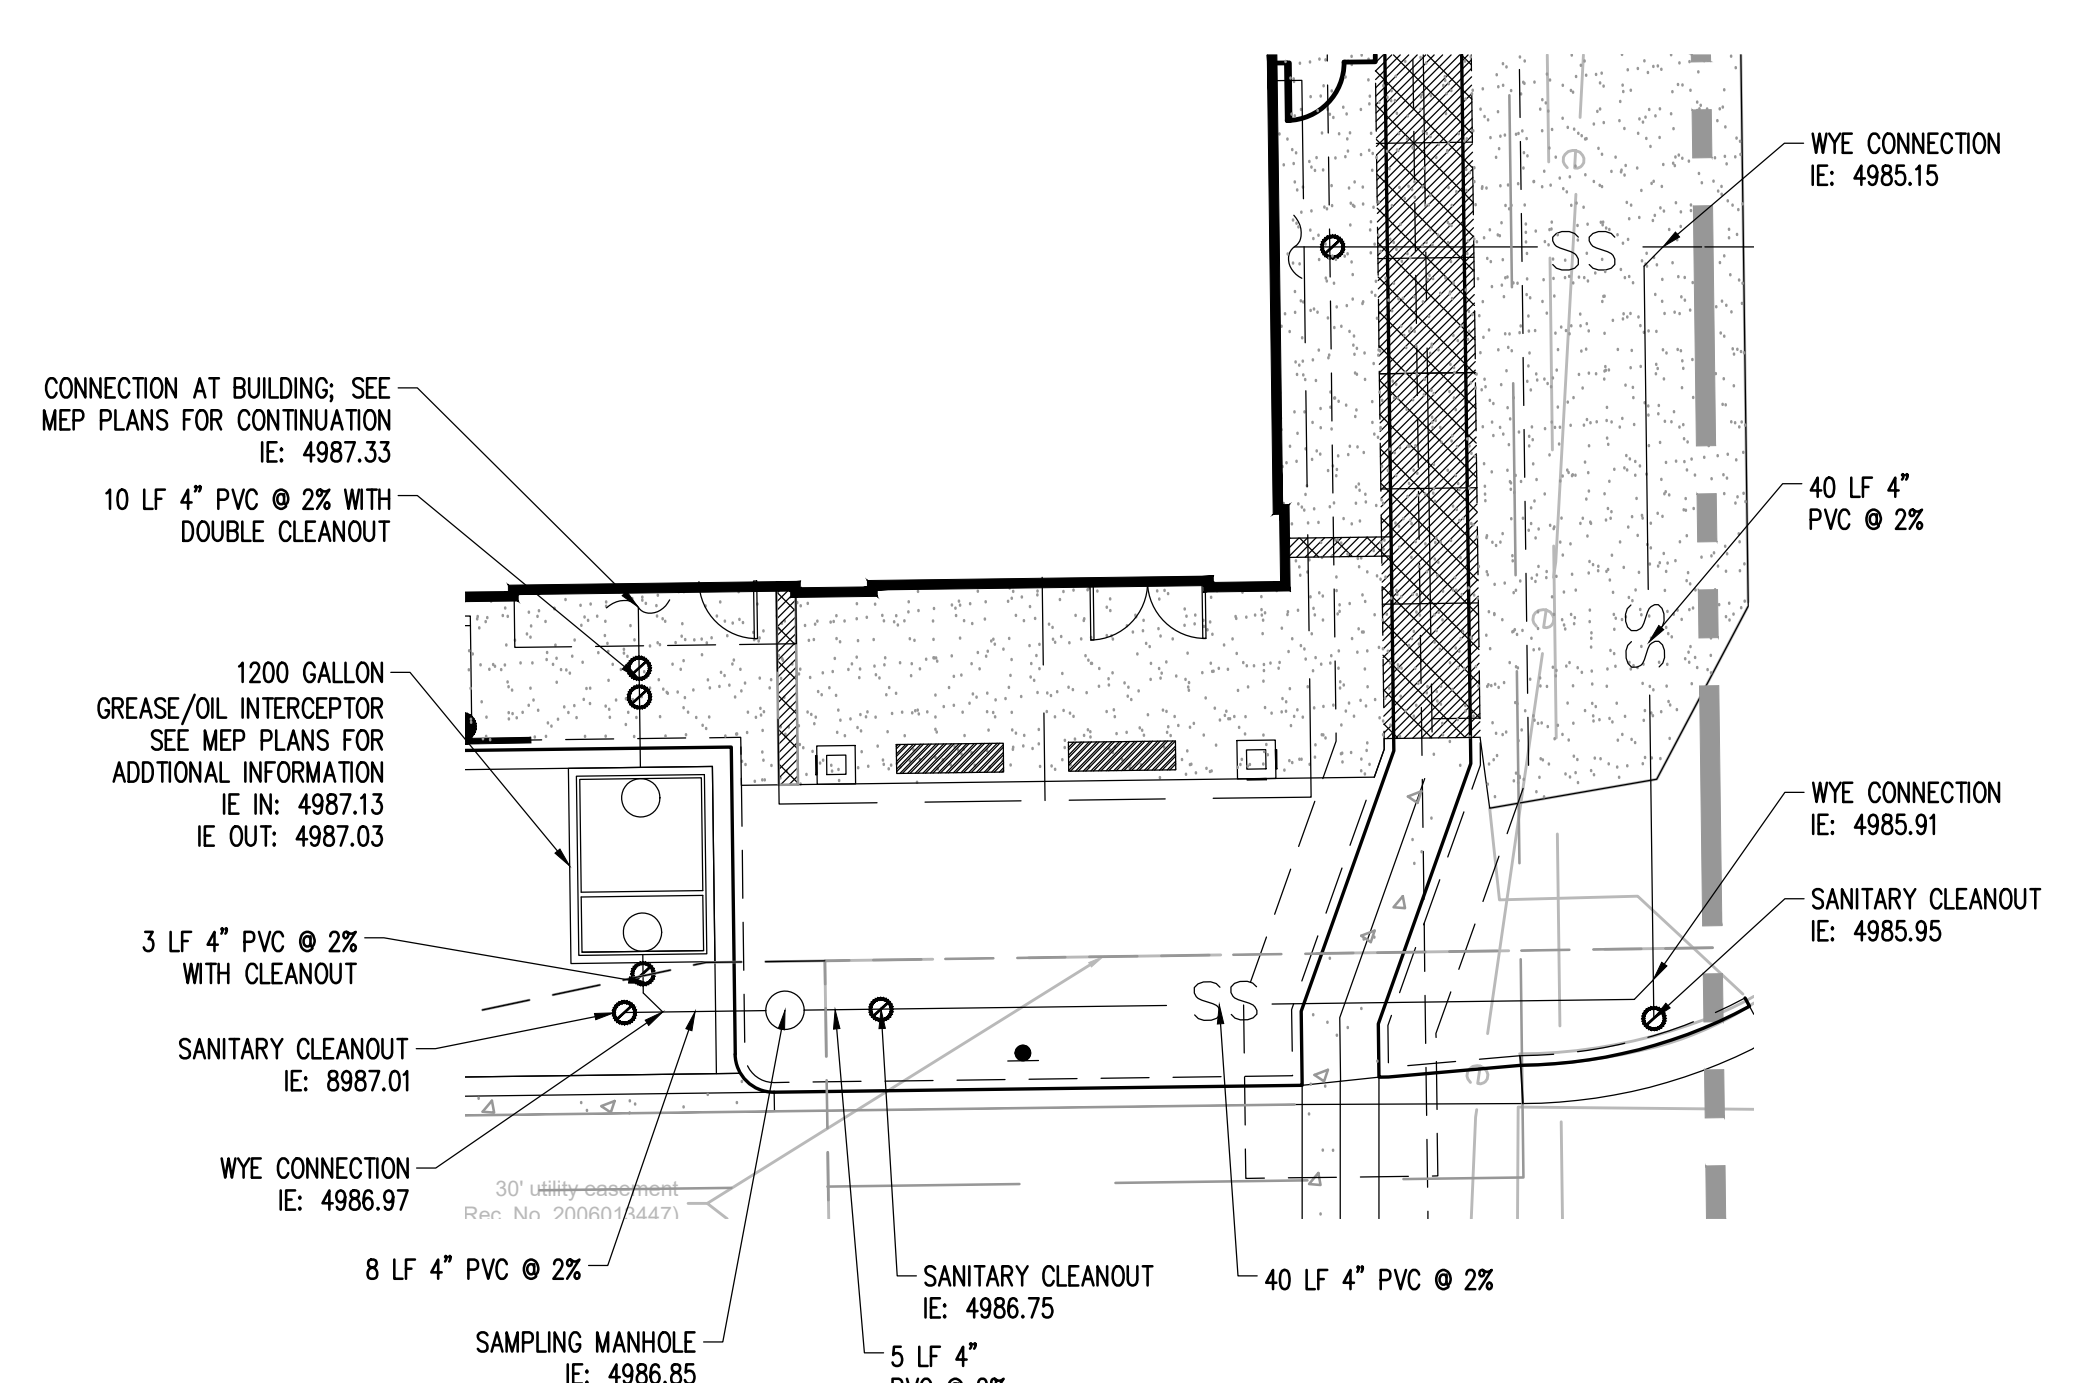 WYE CONNECTION
IE: 4985.15
SS
CONNECTION AT BUILDING; SEE
MEP PLANS FOR CONTINUATION
IE: 4987.33
10 LF 4" PVC @ 2% WITH
DOUBLE CLEANOUT
40 LF 4"
PVC @ 2%
SS
1200 GALLON
GREASE/OIL INTERCEPTOR
SEE MEP PLANS FOR
ADDTIONAL INFORMATION
IE IN: 4987.13
IE OUT: 4987.03
WYE CONNECTION
IE: 4985.91
SANITARY CLEANOUT
IE: 4985.95
3 LF 4" PVC @ 2%
WITH CLEANOUT
SS
SANITARY CLEANOUT
IE: 8987.01
WYE CONNECTION
IE: 4986.97
30' utility easement
Rec. No. 2006013447)
8 LF 4" PVC @ 2%
SANITARY CLEANOUT
IE: 4986.75
40 LF 4" PVC @ 2%
SAMPLING MANHOLE
IE: 4986.85
5 LF 4"
e
e
e